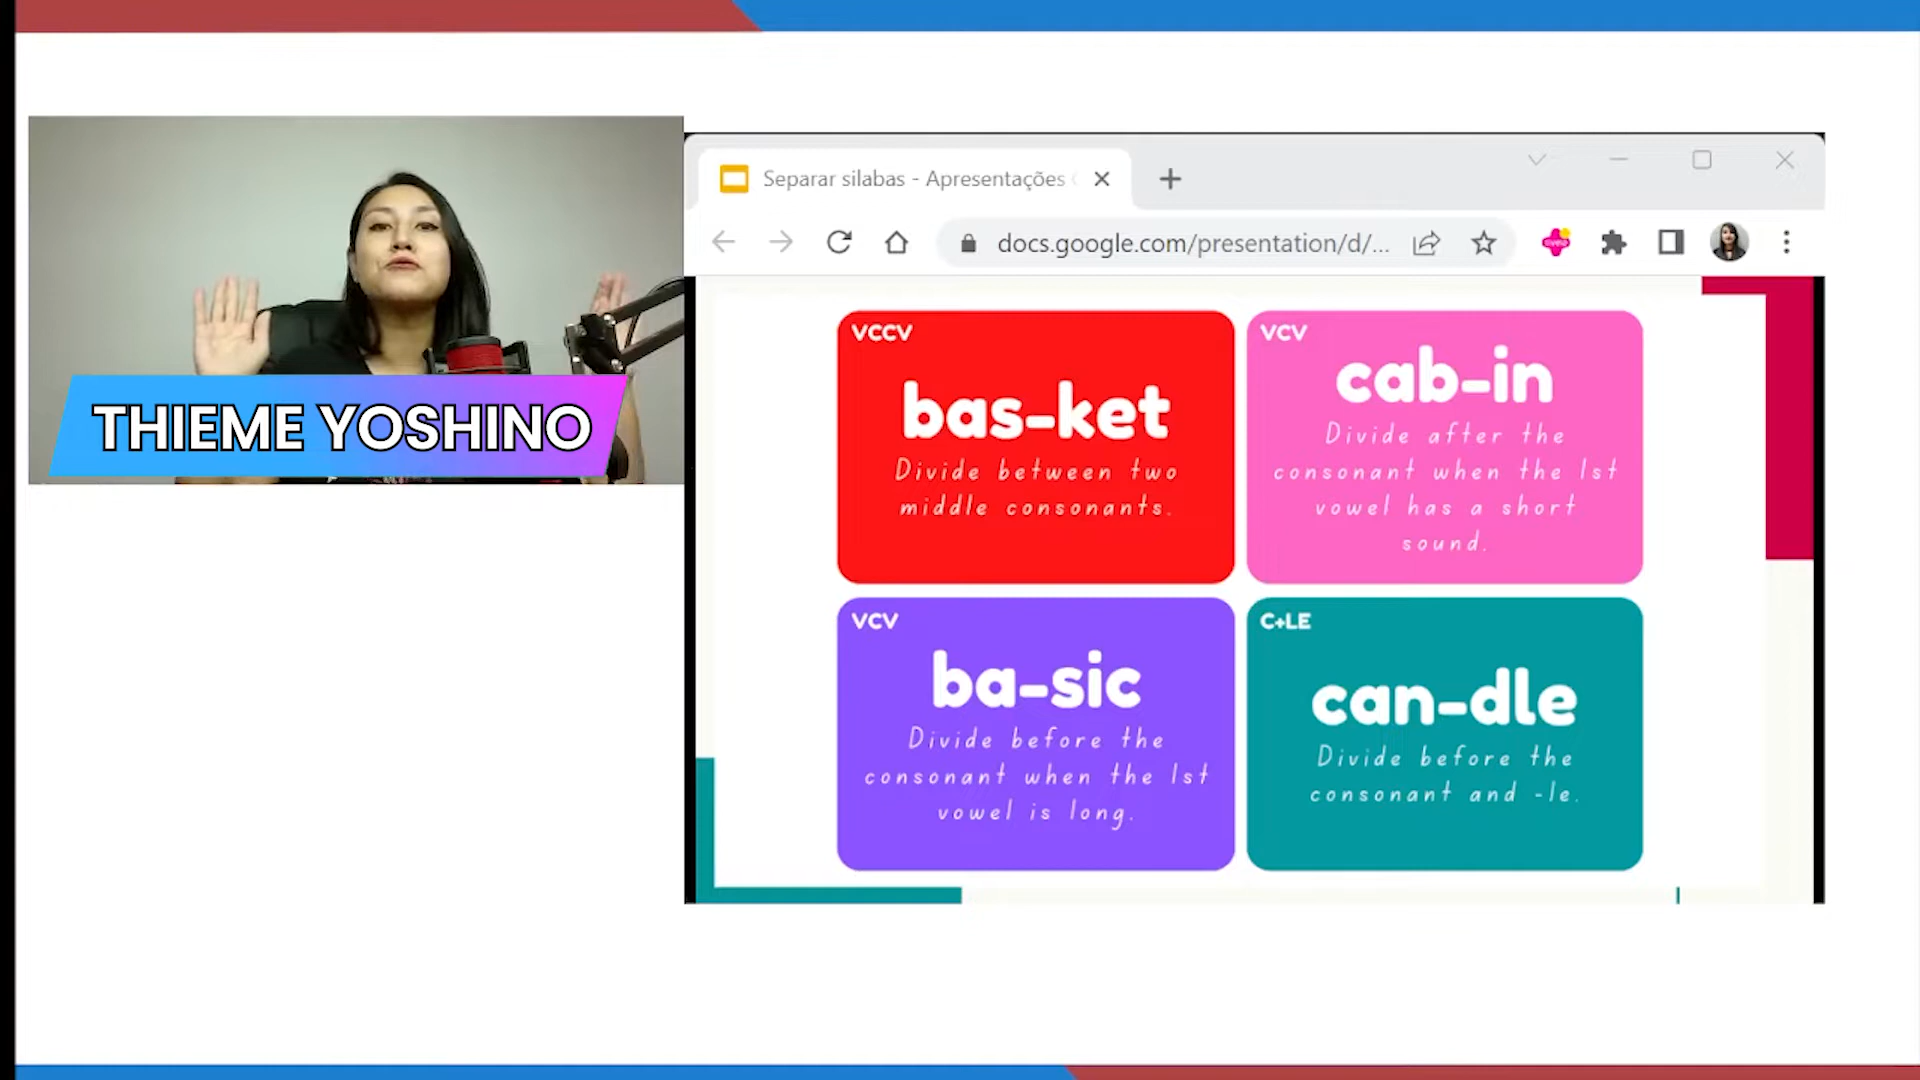 THIEME YOSHINO
Separar silabas - Apresentações
docs.google.com/presentation/d/...
VCCV
bas-ket
Divide between two
middle consonants.
VCV
cab-in
Divide after the
consonant when the 1st
vowel has a short
sound.
VCV
ba-sic
Divide before the
consonant when the 1st
vowel is long.
C+LE
can-dle
Divide before the
consonant and -le.